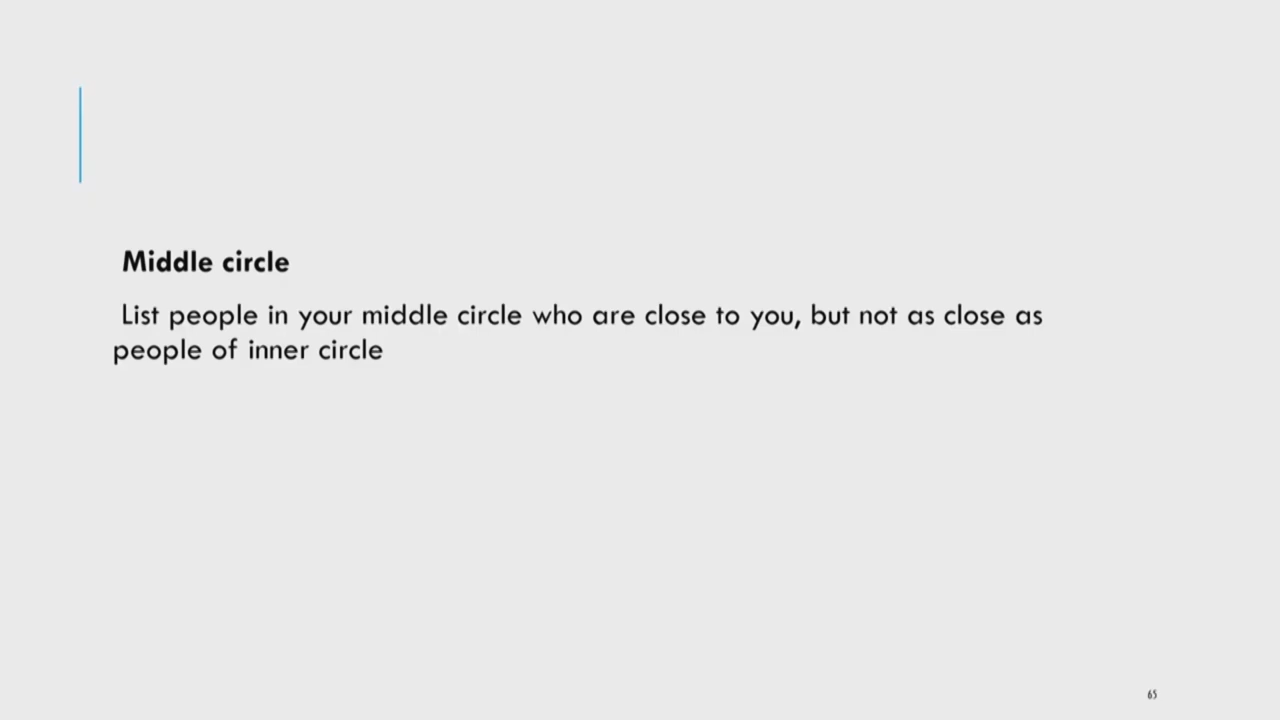 Middle circle
List people in your middle circle who are close to you, but not as close as
people of inner circle
65